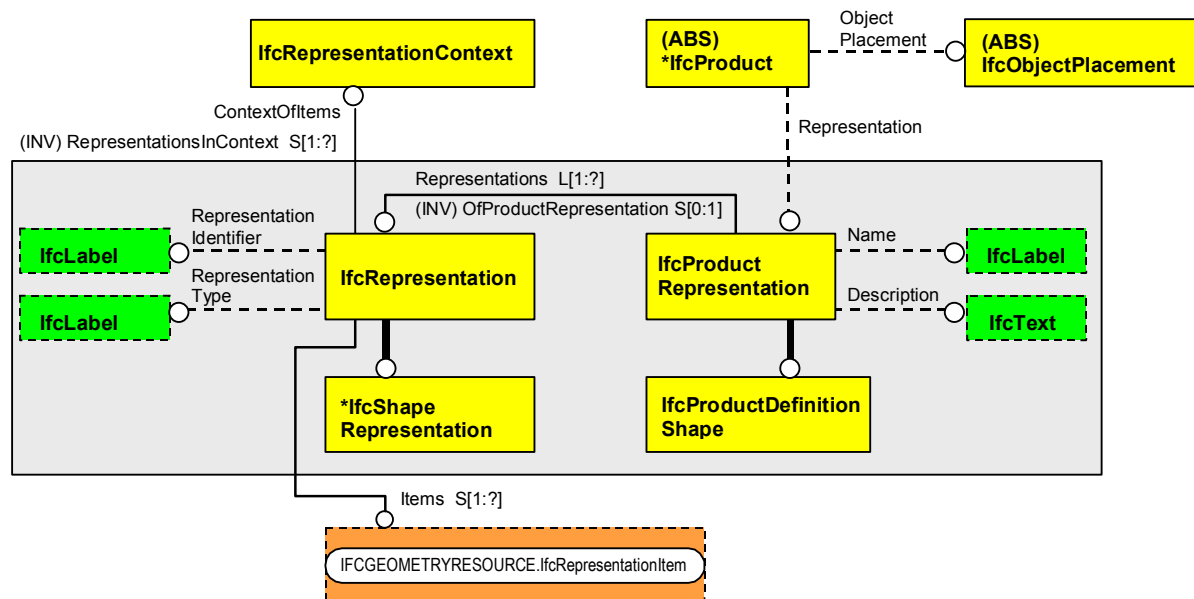 IfcRepresentationContext
(ABS)
*IfcProduct
Object
Placement
(ABS)
IfcObjectPlacement
ContextOfItems
(INV) RepresentationsInContext S[1:?]
Representation
Representations L[1:?]
(INV) OfProductRepresentation S[0:1]
Representation
Identifier
IfcLabel
Representation
Type
IfcLabel
IfcRepresentation
IfcProduct
Representation
Name
IfcLabel
Description
IfcText
*IfcShape
Representation
IfcProductDefinition
Shape
Items S[1:?]
IFCGEOMETRYRESOURCE.IfcRepresentationItem